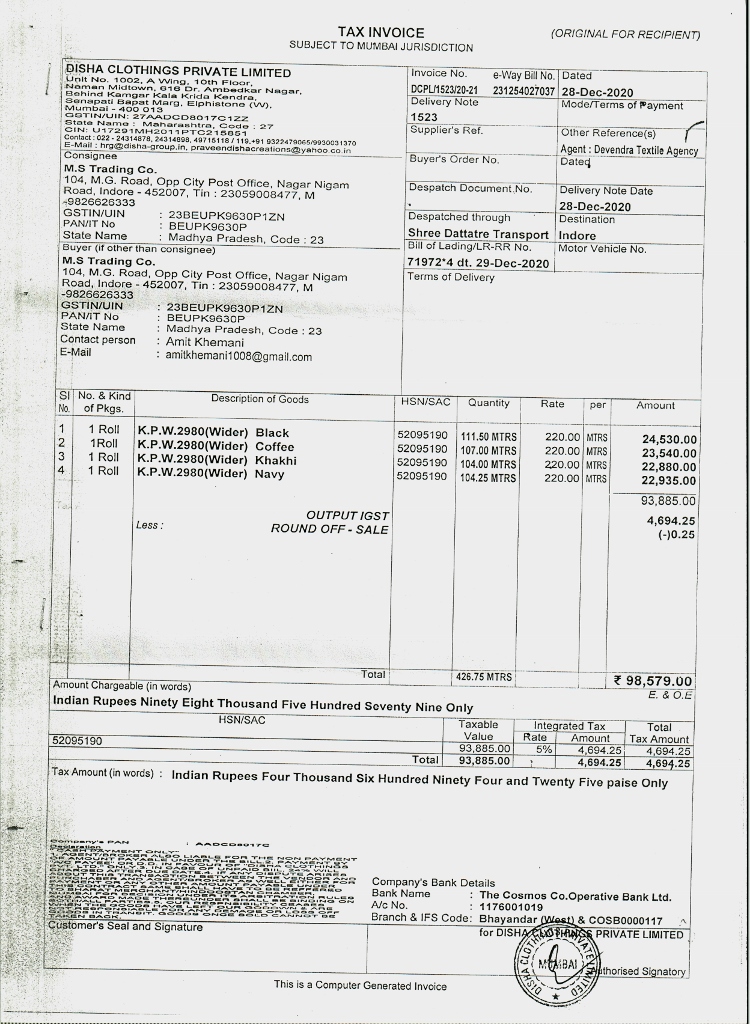 TAX INVOICE
(ORIGINAL FOR RECIPIENT)
SUBJECT TO MUMBAI JURISDICTION
DISHA CLOTHINGS PRIVATE LIMITED
Unit No. 1002, A Wing, 10th Floor,
Naman Midtown, 616 Dr. Ambedkar Nagar,
Behind Kamgar Kala Krida Kendra,
Senapati Bapat Marg, Elphistone (W),
Mumbai - 400 013
GSTIN/UIN: 27AADCD8017C1ZZ
State Name : Maharashtra, Code : 27
CIN: U17291MH2011PTC215851
Contact : 022 - 24314878, 24314898, 49715118 / 119,+91 9322479065/9930031370
E-Mail : hrg@disha-group.in, praveendishacreations@yahoo.co.in
Invoice No. e-Way Bill No. Dated
DCPL/1523/20-21 231254027037 28-Dec-2020
Delivery Note Mode/Terms of Payment
1523
Supplier's Ref. Other Reference(s)
Agent : Devendra Textile Agency
Buyer's Order No. Dated
Despatch Document No. Delivery Note Date
28-Dec-2020
Despatched through Destination
Shree Dattatre Transport Indore
Bill of Lading/LR-RR No. Motor Vehicle No.
71972*4 dt. 29-Dec-2020
Terms of Delivery
Consignee
M.S Trading Co.
104, M.G. Road, Opp City Post Office, Nagar Nigam
Road, Indore - 452007, Tin : 23059008477, M
-9826626333
GSTIN/UIN : 23BEUPK9630P1ZN
PAN/IT No : BEUPK9630P
State Name : Madhya Pradesh, Code : 23
Buyer (if other than consignee)
M.S Trading Co.
104, M.G. Road, Opp City Post Office, Nagar Nigam
Road, Indore - 452007, Tin : 23059008477, M
-9826626333
GSTIN/UIN : 23BEUPK9630P1ZN
PAN/IT No : BEUPK9630P
State Name : Madhya Pradesh, Code : 23
Contact person : Amit Khemani
E-Mail : amitkhemani1008@gmail.com
Sl No. No. & Kind of Pkgs. Description of Goods HSN/SAC Quantity Rate per Amount
1 1 Roll K.P.W.2980(Wider) Black 52095190 111.50 MTRS 220.00 MTRS 24,530.00
2 1Roll K.P.W.2980(Wider) Coffee 52095190 107.00 MTRS 220.00 MTRS 23,540.00
3 1 Roll K.P.W.2980(Wider) Khakhi 52095190 104.00 MTRS 220.00 MTRS 22,880.00
4 1 Roll K.P.W.2980(Wider) Navy 52095190 104.25 MTRS 220.00 MTRS 22,935.00
93,885.00
OUTPUT IGST 4,694.25
Less : ROUND OFF - SALE (-)0.25
Total 426.75 MTRS ₹ 98,579.00
Amount Chargeable (in words) E. & O.E
Indian Rupees Ninety Eight Thousand Five Hundred Seventy Nine Only
HSN/SAC Taxable Value Integrated Tax Rate Amount Total Tax Amount
52095190 93,885.00 5% 4,694.25 4,694.25
Total 93,885.00 4,694.25 4,694.25
Tax Amount (in words) : Indian Rupees Four Thousand Six Hundred Ninety Four and Twenty Five paise Only
Company's PAN : AADCD8017C
Declaration
Company's Bank Details
Bank Name : The Cosmos Co.Operative Bank Ltd.
A/c No. : 1176001019
Branch & IFS Code: Bhayandar (West) & COSB0000117
Customer's Seal and Signature
for DISHA CLOTHINGS PRIVATE LIMITED
DISHA CLOTHINGS PRIVATE LIMITED
MUMBAI
Authorised Signatory
This is a Computer Generated Invoice